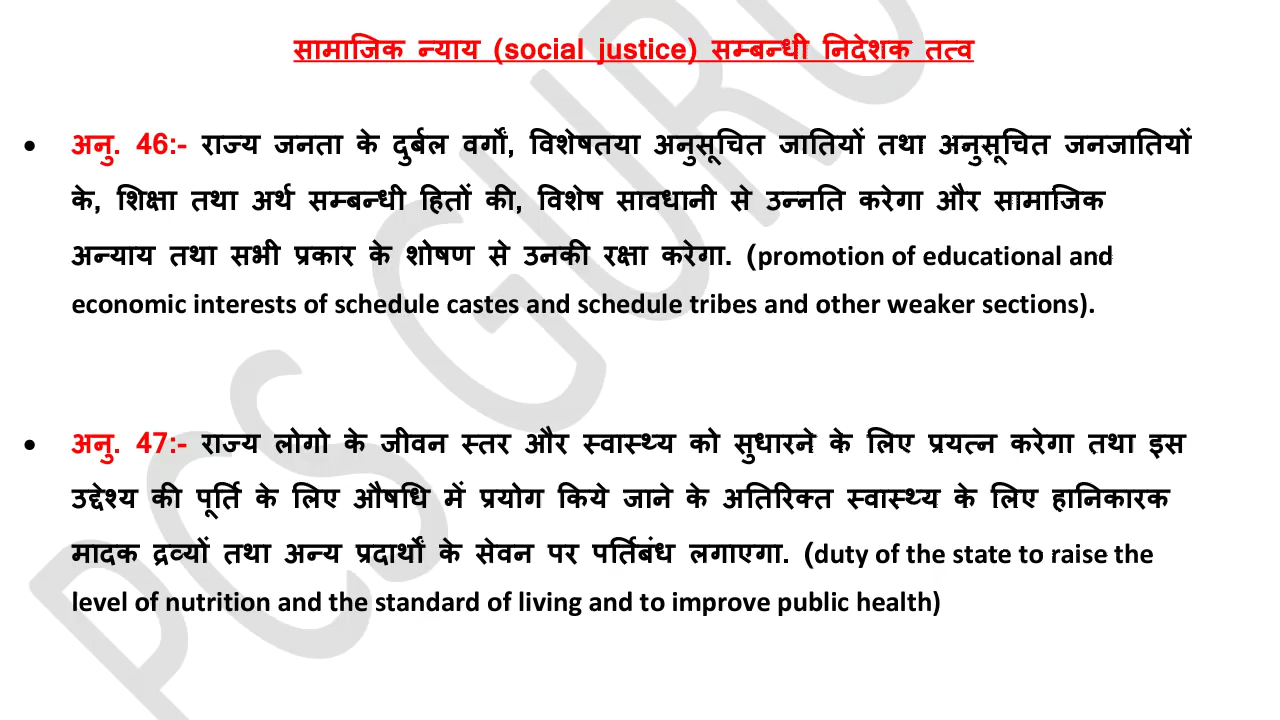 सामाजिक न्याय (social justice) सम्बन्धी निदेशक तत्व
• अनु. 46:- राज्य जनता के दुर्बल वर्गों, विशेषतया अनुसूचित जातियों तथा अनुसूचित जनजातियों
के, शिक्षा तथा अर्थ सम्बन्धी हितों की, विशेष सावधानी से उन्नति करेगा और सामाजिक
अन्याय तथा सभी प्रकार के शोषण से उनकी रक्षा करेगा. (promotion of educational and
economic interests of schedule castes and schedule tribes and other weaker sections).
• अनु. 47:- राज्य लोगो के जीवन स्तर और स्वास्थ्य को सुधारने के लिए प्रयत्न करेगा तथा इस
उद्देश्य की पूर्ति के लिए औषधि में प्रयोग किये जाने के अतिरिक्त स्वास्थ्य के लिए हानिकारक
मादक द्रव्यों तथा अन्य प्रदार्थों के सेवन पर पर्तिबंध लगाएगा. (duty of the state to raise the
level of nutrition and the standard of living and to improve public health)
PCS GURU